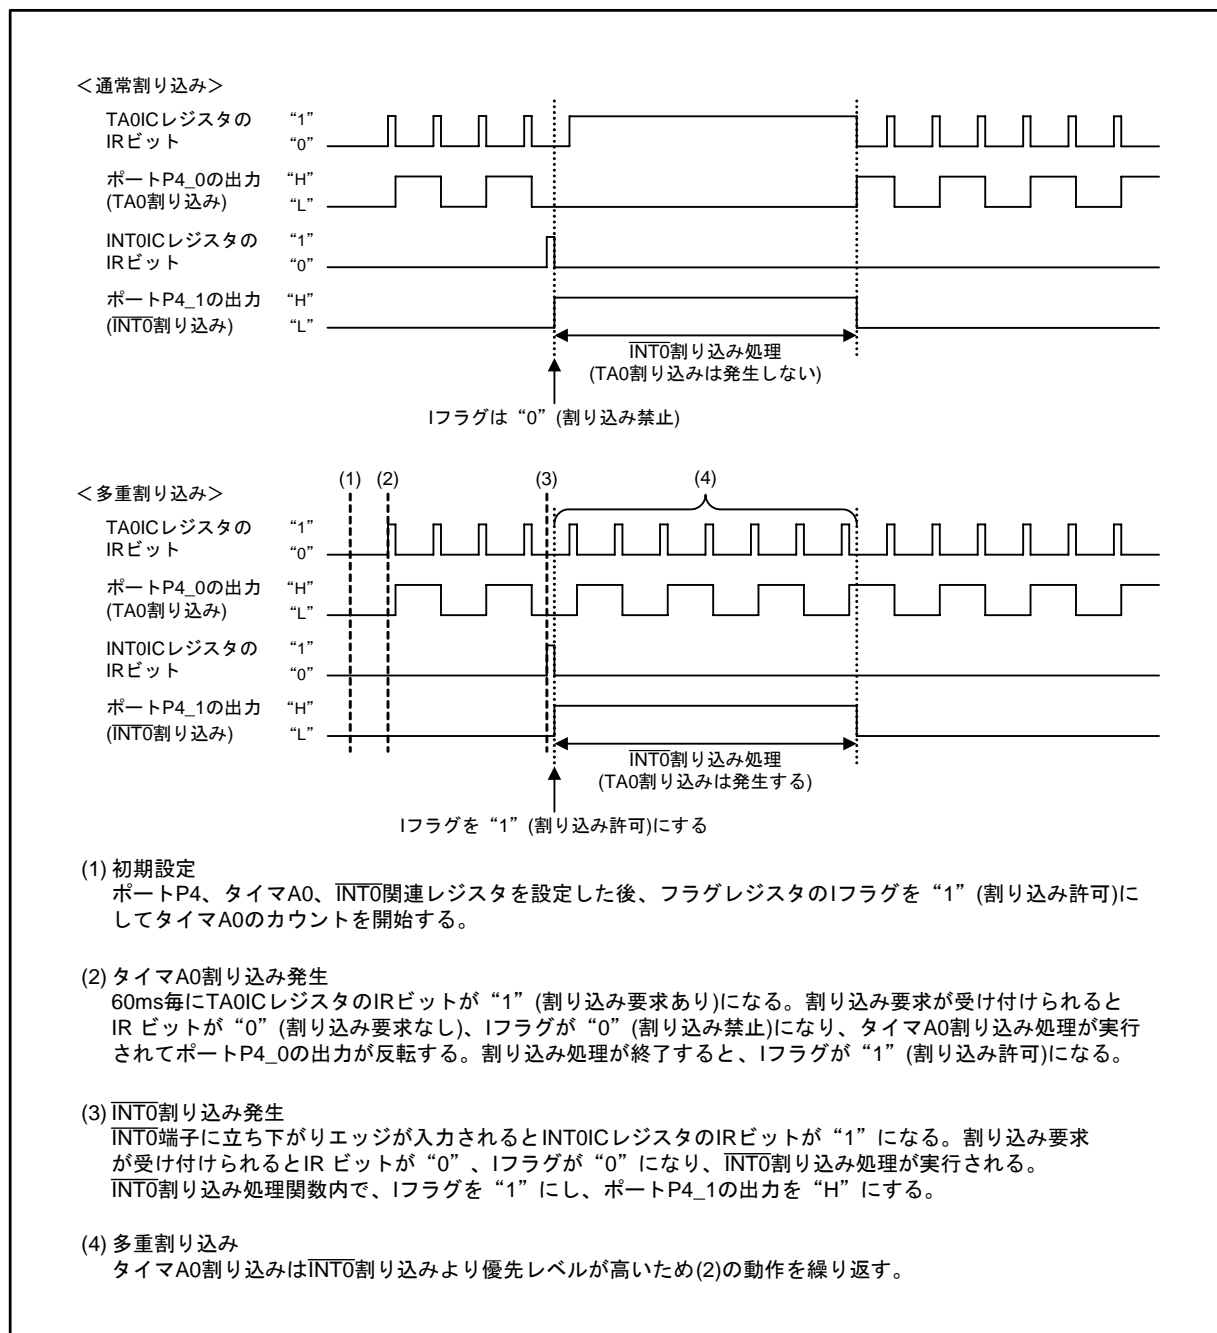 ＜通常割り込み＞
TA0ICレジスタの “1”
IRビット “0”
ポートP4_0の出力 “H”
(TA0割り込み) “L”
INT0ICレジスタの “1”
IRビット “0”
ポートP4_1の出力 “H”
(INT0割り込み) “L”
INT0割り込み処理
(TA0割り込みは発生しない)
Iフラグは“0”(割り込み禁止)
(1) (2) (3) (4)
＜多重割り込み＞
TA0ICレジスタの “1”
IRビット “0”
ポートP4_0の出力 “H”
(TA0割り込み) “L”
INT0ICレジスタの “1”
IRビット “0”
ポートP4_1の出力 “H”
(INT0割り込み) “L”
INT0割り込み処理
(TA0割り込みは発生する)
Iフラグを“1”(割り込み許可)にする
(1) 初期設定
ポートP4、タイマA0、INT0関連レジスタを設定した後、フラグレジスタのIフラグを“1”(割り込み許可)に
してタイマA0のカウントを開始する。
(2) タイマA0割り込み発生
60ms毎にTA0ICレジスタのIRビットが“1”(割り込み要求あり)になる。割り込み要求が受け付けられると
IR ビットが“0”(割り込み要求なし)、Iフラグが“0”(割り込み禁止)になり、タイマA0割り込み処理が実行
されてポートP4_0の出力が反転する。割り込み処理が終了すると、Iフラグが“1”(割り込み許可)になる。
(3) INT0割り込み発生
INT0端子に立ち下がりエッジが入力されるとINT0ICレジスタのIRビットが“1”になる。割り込み要求
が受け付けられるとIR ビットが“0”、Iフラグが“0”になり、INT0割り込み処理が実行される。
INT0割り込み処理関数内で、Iフラグを“1”にし、ポートP4_1の出力を“H”にする。
(4) 多重割り込み
タイマA0割り込みはINT0割り込みより優先レベルが高いため(2)の動作を繰り返す。